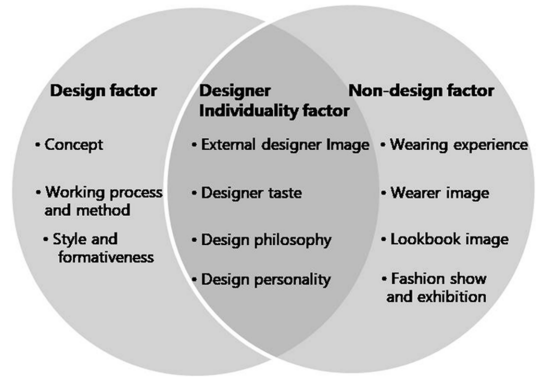 Design factor
• Concept
• Working process
and method
• Style and
formativeness
Designer
Individuality factor
• External designer Image
• Designer taste
• Design philosophy
• Design personality
Non-design factor
• Wearing experience
• Wearer image
• Lookbook image
• Fashion show
and exhibition